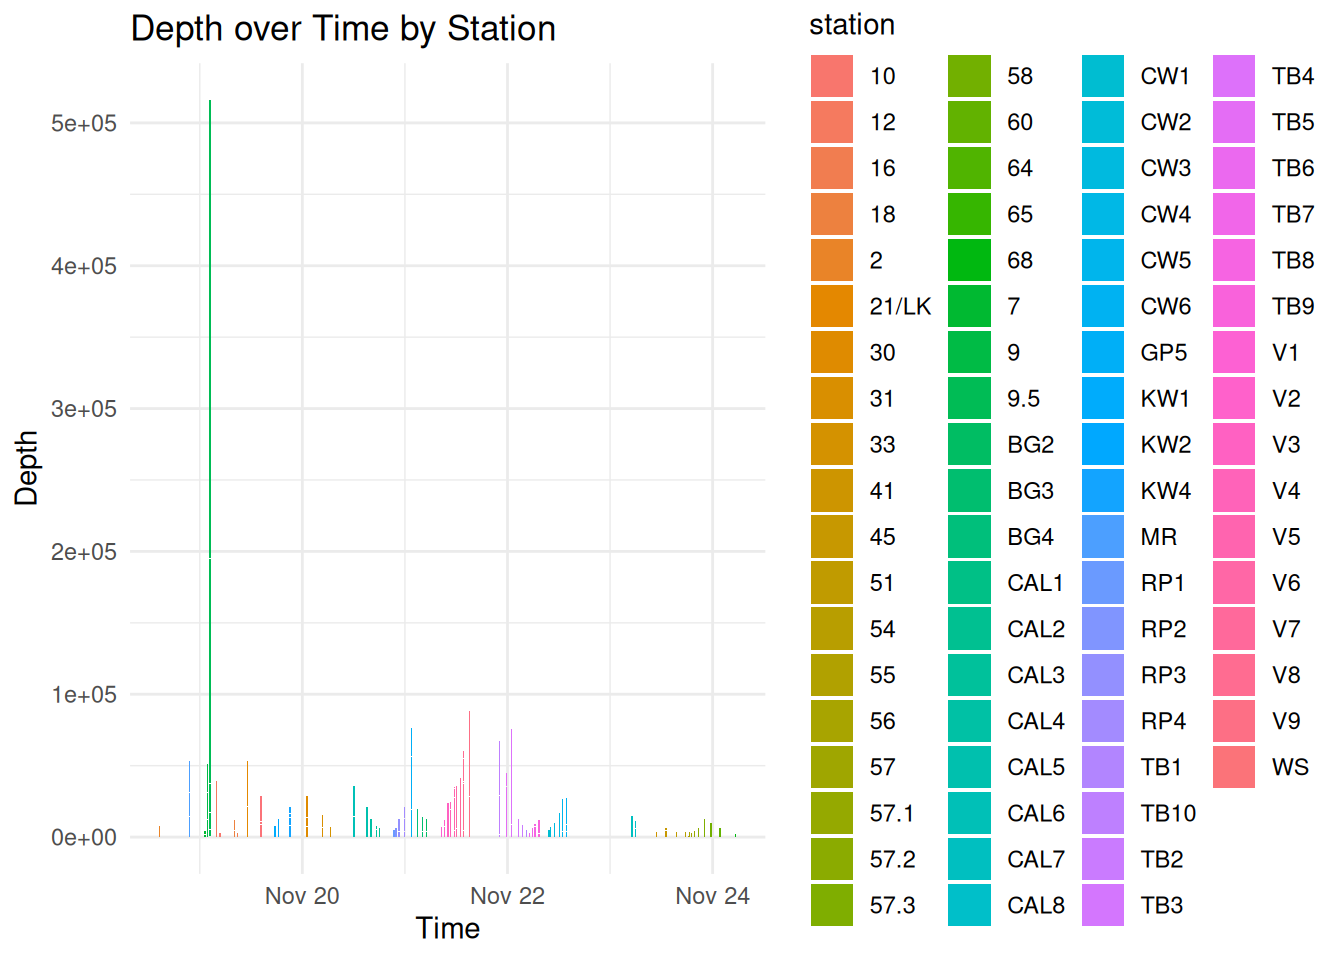 Depth over Time by Station
Depth
5e+05
4e+05
3e+05
2e+05
1e+05
0e+00
Nov 20
Nov 22
Nov 24
Time
station
10
12
16
18
2
21/LK
30
31
33
41
45
51
54
55
56
57
57.1
57.2
57.3
58
60
64
65
68
7
9
9.5
BG2
BG3
BG4
CAL1
CAL2
CAL3
CAL4
CAL5
CAL6
CAL7
CAL8
CW1
CW2
CW3
CW4
CW5
CW6
GP5
KW1
KW2
KW4
MR
RP1
RP2
RP3
RP4
TB1
TB10
TB2
TB3
TB4
TB5
TB6
TB7
TB8
TB9
V1
V2
V3
V4
V5
V6
V7
V8
V9
WS